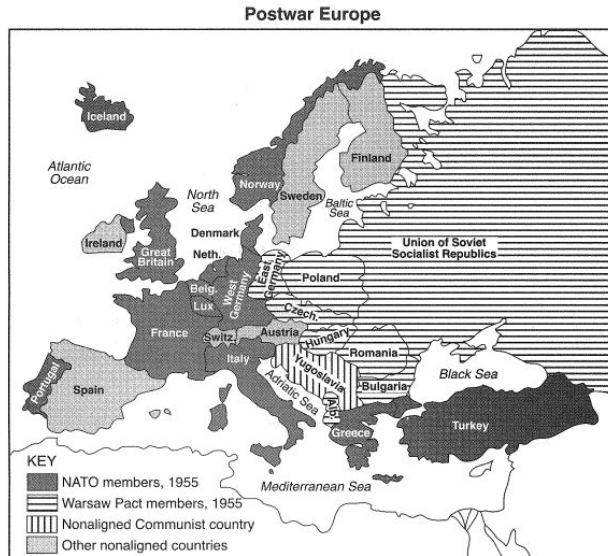 Postwar Europe
Iceland
Atlantic
Ocean
Norway
Finland
Sweden
North
Sea
Baltic
Sea
Ireland
Great
Britain
Denmark
Neth.
Union of Soviet
Socialist Republics
East
Germany
Poland
Belg.
West
Germany
Lux
Czech.
France
Switz.
Austria
Hungary
Romania
Italy
Yugoslavia
Portugal
Spain
Adriatic Sea
Bulgaria
Black Sea
Alb.
Greece
Turkey
Mediterranean Sea
KEY
NATO members, 1955
Warsaw Pact members, 1955
Nonaligned Communist country
Other nonaligned countries